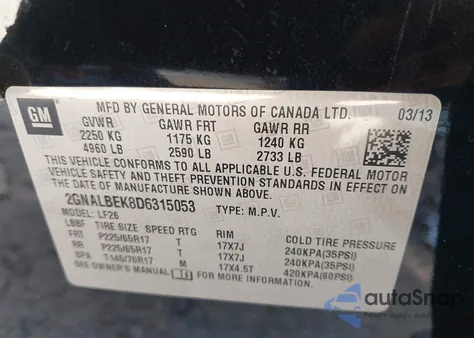 GM
MFD BY GENERAL MOTORS OF CANADA LTD. 03/13
GVWR GAWR FRT GAWR RR
2250 KG 1175 KG 1240 KG
4960 LB 2590 LB 2733 LB
THIS VEHICLE CONFORMS TO ALL APPLICABLE U.S. FEDERAL MOTOR
VEHICLE SAFETY, BUMPER, AND THEFT PREVENTION STANDARDS IN EFFECT ON THE
DATE OF MANUFACTURE SHOWN ABOVE.
2GNALBEK8D6315053 TYPE: M.P.V.
MODEL: LF26
LBBF TIRE SIZE SPEED RTG RIM COLD TIRE PRESSURE
FRT P225/65R17 T 17X7J 240KPA(35PSI)
RR P225/65R17 T 17X7J 240KPA(35PSI)
SPA T145/70R17 M 17X4.5T 420KPA(60PSI)
SEE OWNER'S MANUAL FOR MORE INFORMATION.
autoSnap